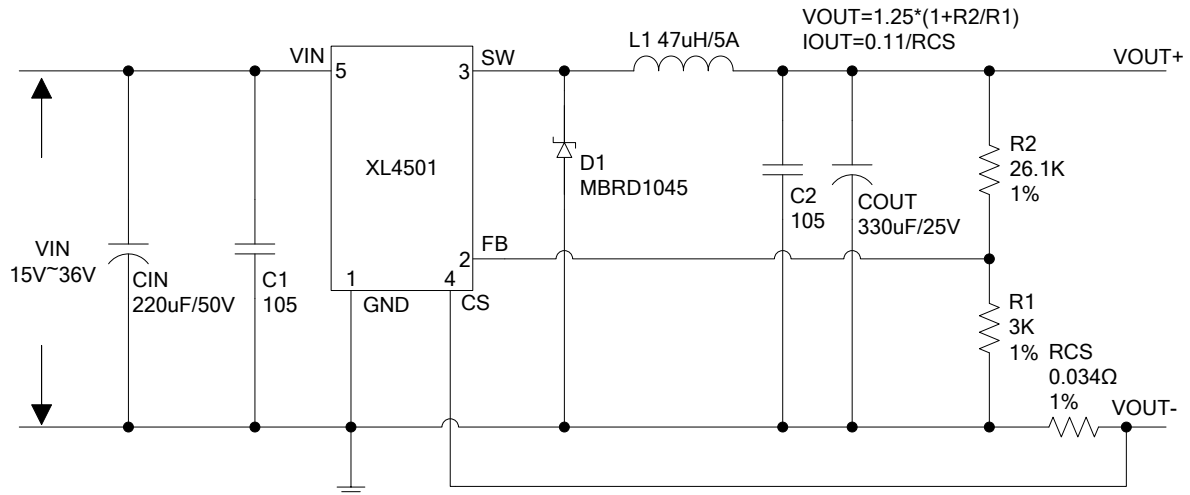 VOUT=1.25*(1+R2/R1)
IOUT=0.11/RCS
L1 47uH/5A
VIN
SW
VOUT+
5
3
XL4501
R2
26.1K
1%
D1
MBRD1045
C2
105
COUT
330uF/25V
FB
2
VIN
15V~36V
CIN
220uF/50V
C1
105
1
4
GND
CS
R1
3K
1%
RCS
0.034Ω
1%
VOUT-